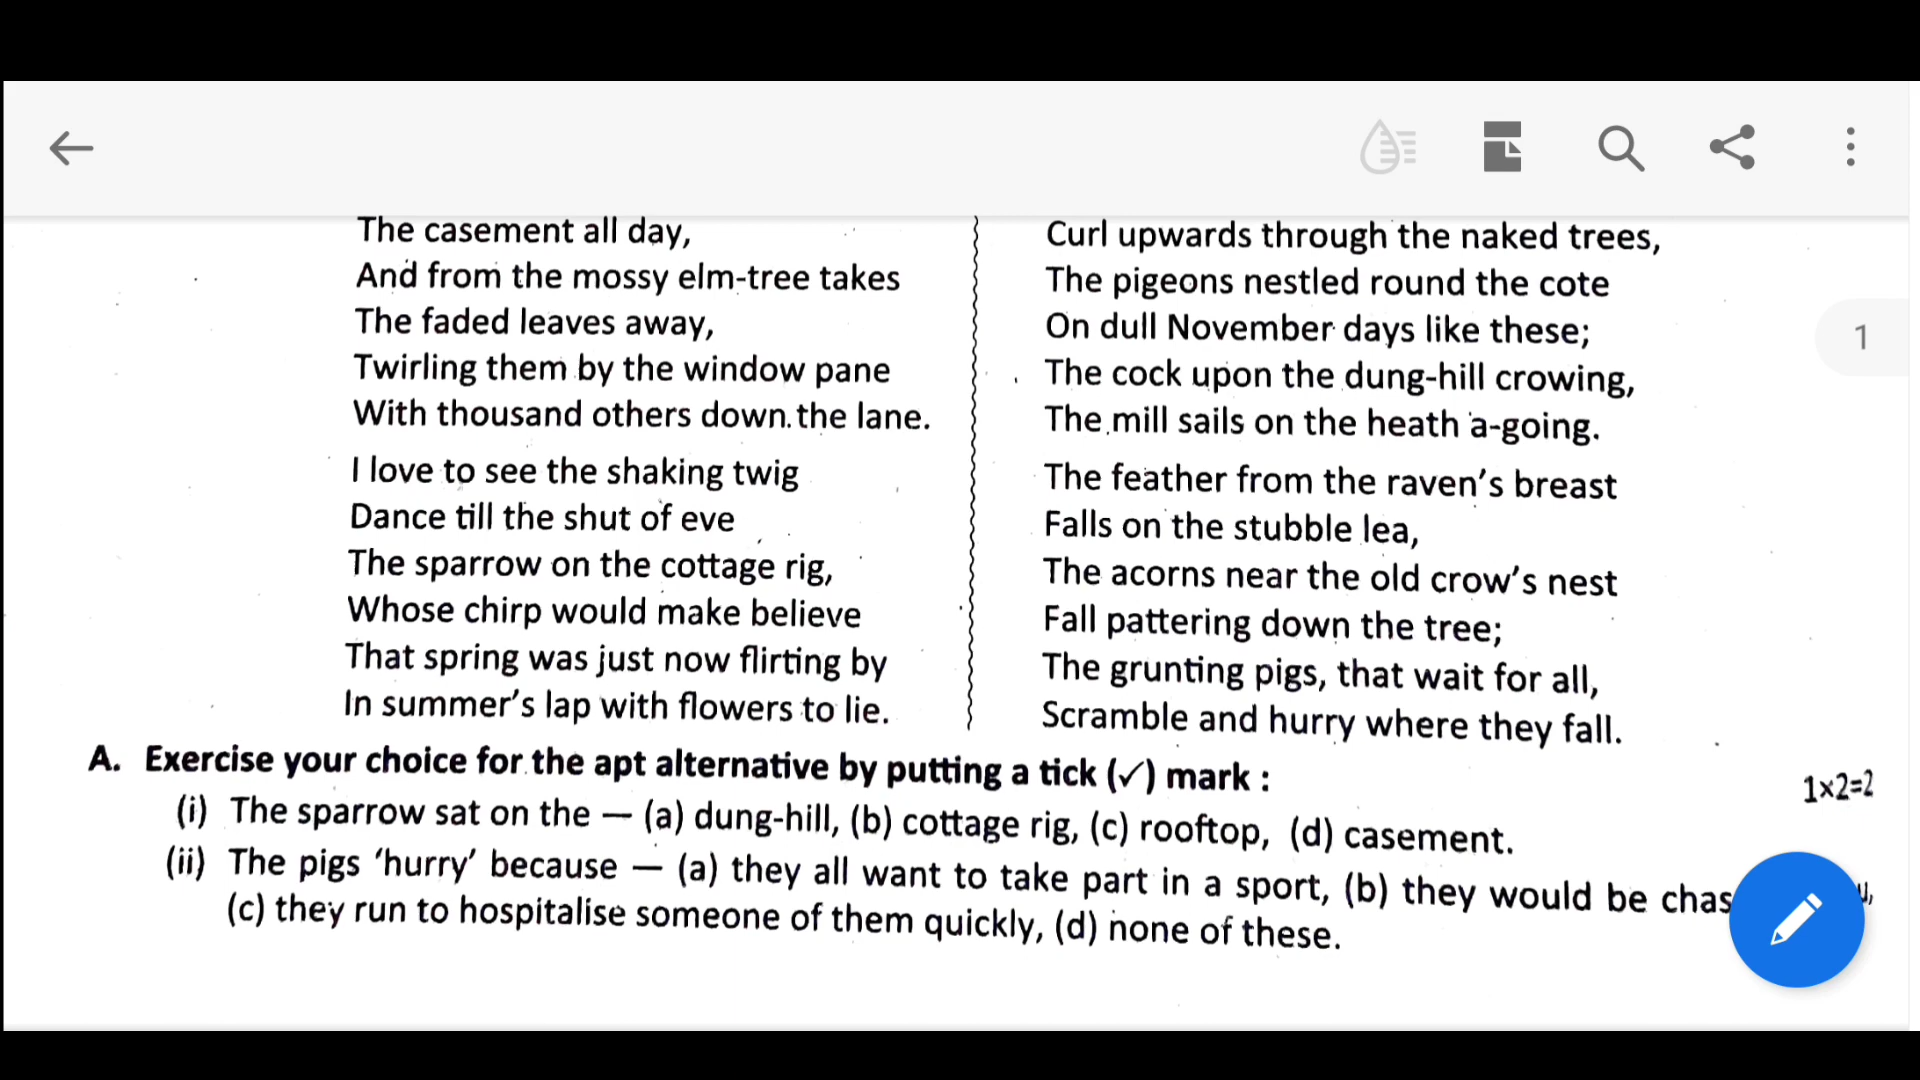 1
The casement all day,
And from the mossy elm-tree takes
The faded leaves away,
Twirling them by the window pane
With thousand others down the lane.
I love to see the shaking twig
Dance till the shut of eve
The sparrow on the cottage rig,
Whose chirp would make believe
That spring was just now flirting by
In summer's lap with flowers to lie.
Curl upwards through the naked trees,
The pigeons nestled round the cote
On dull November days like these;
The cock upon the dung-hill crowing,
The mill sails on the heath a-going.
The feather from the raven's breast
Falls on the stubble lea,
The acorns near the old crow's nest
Fall pattering down the tree;
The grunting pigs, that wait for all,
Scramble and hurry where they fall.
A. Exercise your choice for the apt alternative by putting a tick (✓) mark : 1×2=2
(i) The sparrow sat on the — (a) dung-hill, (b) cottage rig, (c) rooftop, (d) casement.
(ii) The pigs 'hurry' because — (a) they all want to take part in a sport, (b) they would be
(c) they run to hospitalise someone of them quickly, (d) none of these.